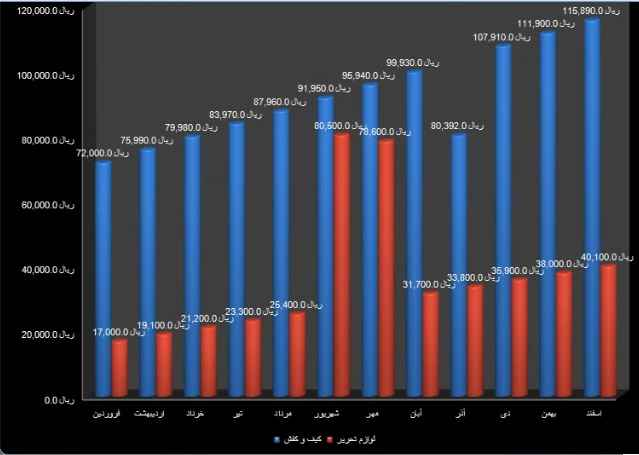 ریال 120,000.0
ریال 100,000.0
ریال 80,000.0
ریال 60,000.0
ریال 40,000.0
ریال 20,000.0
ریال 0.0
ریال 72,000.0
ریال 75,990.0
ریال 79,980.0
ریال 83,970.0
ریال 87,960.0
ریال 91,950.0
ریال 95,940.0
ریال 99,930.0
ریال 80,392.0
ریال 107,910.0
ریال 111,900.0
ریال 115,890.0
ریال 17,000.0
ریال 19,100.0
ریال 21,200.0
ریال 23,300.0
ریال 25,400.0
ریال 80,500.0
ریال 78,600.0
ریال 31,700.0
ریال 33,800.0
ریال 35,900.0
ریال 38,000.0
ریال 40,100.0
فروردین اردیبهشت خرداد تیر مرداد شهریور مهر آبان آذر دی بهمن اسفند
کیف و کفش
لوازم تحریر